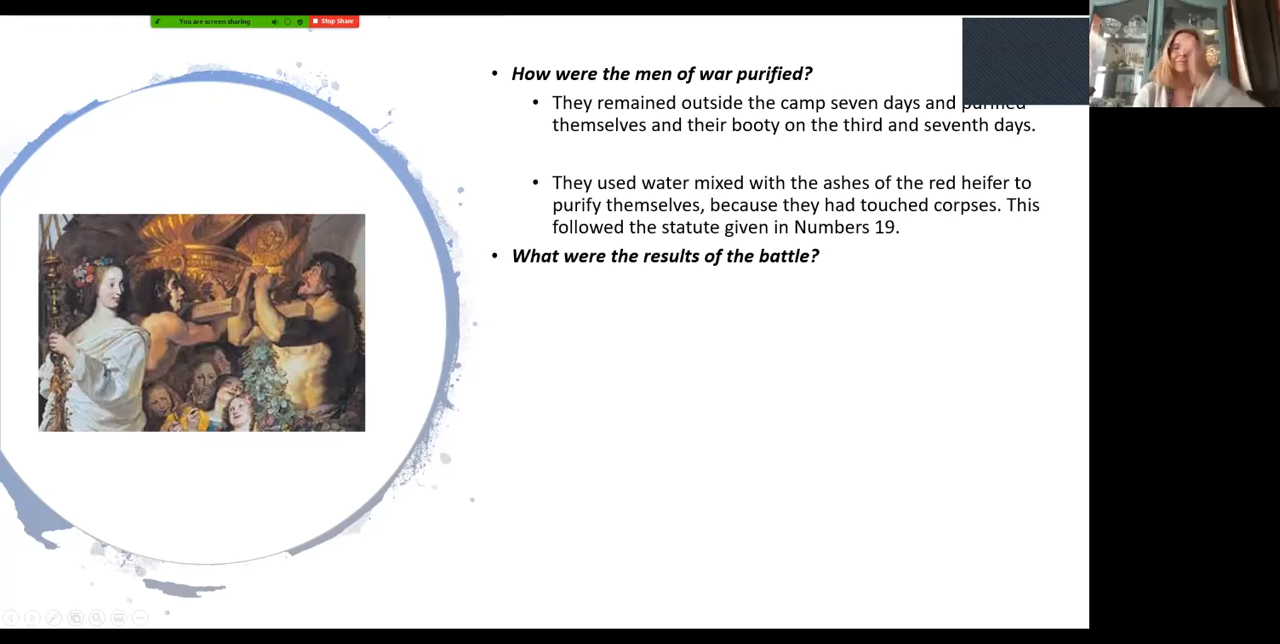 You are screen sharing
Stop Share
How were the men of war purified?
They remained outside the camp seven days and purified
themselves and their booty on the third and seventh days.
They used water mixed with the ashes of the red heifer to
purify themselves, because they had touched corpses. This
followed the statute given in Numbers 19.
What were the results of the battle?